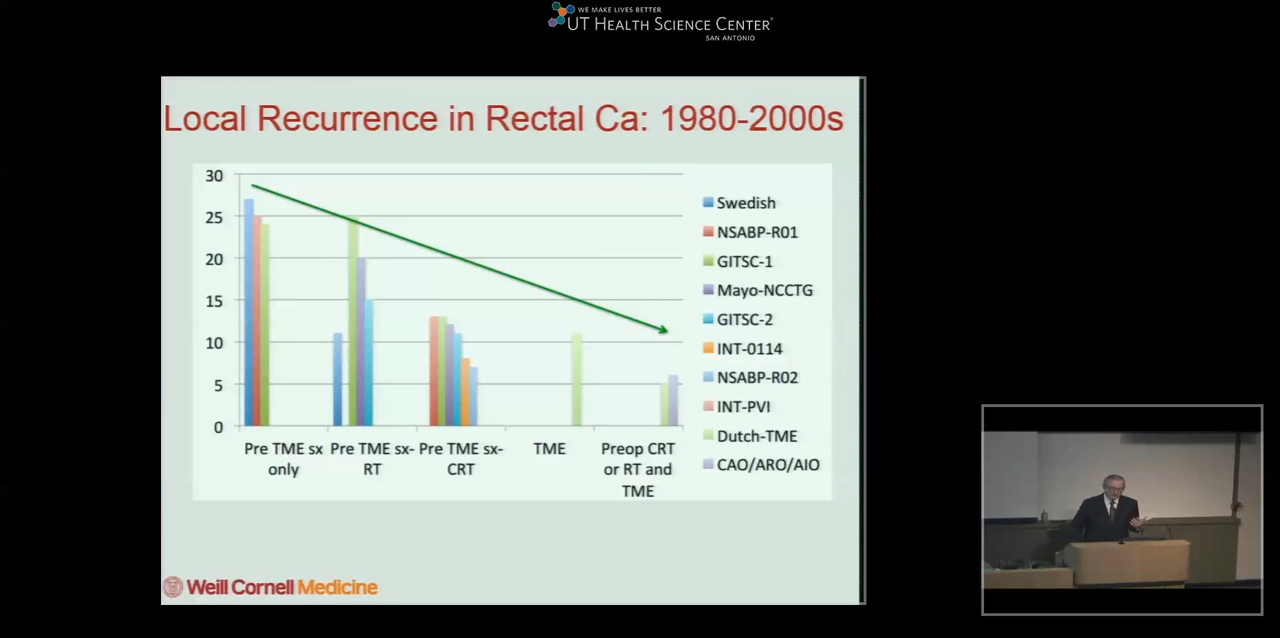 WE MAKE LIVES BETTER
UT HEALTH SCIENCE CENTER®
SAN ANTONIO
Local Recurrence in Rectal Ca: 1980-2000s
30
25
20
15
10
5
0
Pre TME sx only
Pre TME sx-RT
Pre TME sx-CRT
TME
Preop CRT or RT and TME
Swedish
NSABP-R01
GITSC-1
Mayo-NCCTG
GITSC-2
INT-0114
NSABP-R02
INT-PVI
Dutch-TME
CAO/ARO/AIO
Weill Cornell Medicine